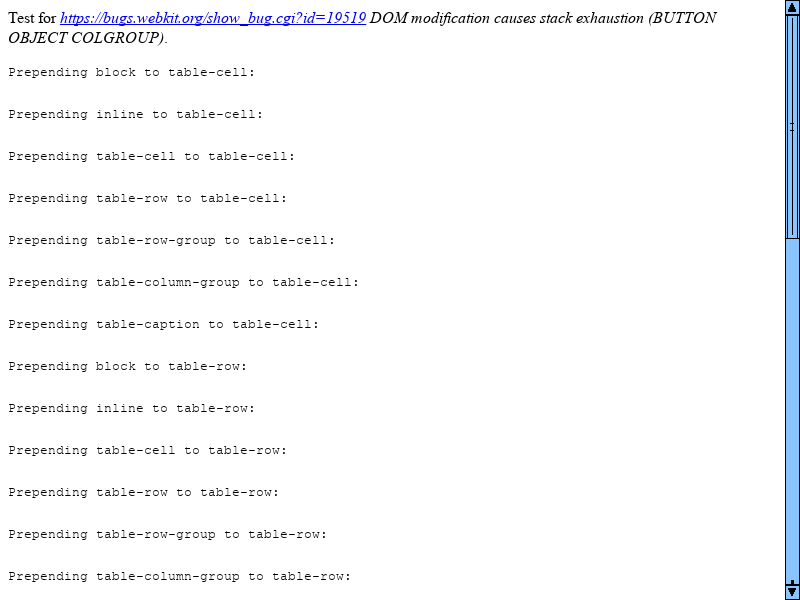 Test for https://bugs.webkit.org/show_bug.cgi?id=19519 DOM modification causes stack exhaustion (BUTTON
OBJECT COLGROUP).
Prepending block to table-cell:
Prepending inline to table-cell:
Prepending table-cell to table-cell:
Prepending table-row to table-cell:
Prepending table-row-group to table-cell:
Prepending table-column-group to table-cell:
Prepending table-caption to table-cell:
Prepending block to table-row:
Prepending inline to table-row:
Prepending table-cell to table-row:
Prepending table-row to table-row:
Prepending table-row-group to table-row:
Prepending table-column-group to table-row: